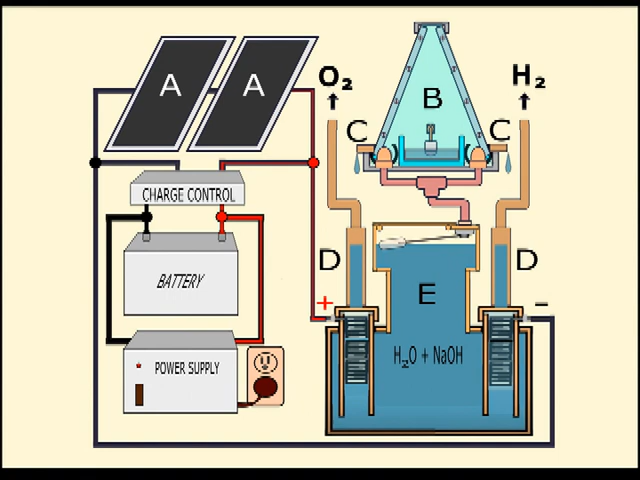 A
A
O₂
B
H₂
C
C
CHARGE CONTROL
D
D
BATTERY
E
+
–
H₂O + NaOH
POWER SUPPLY